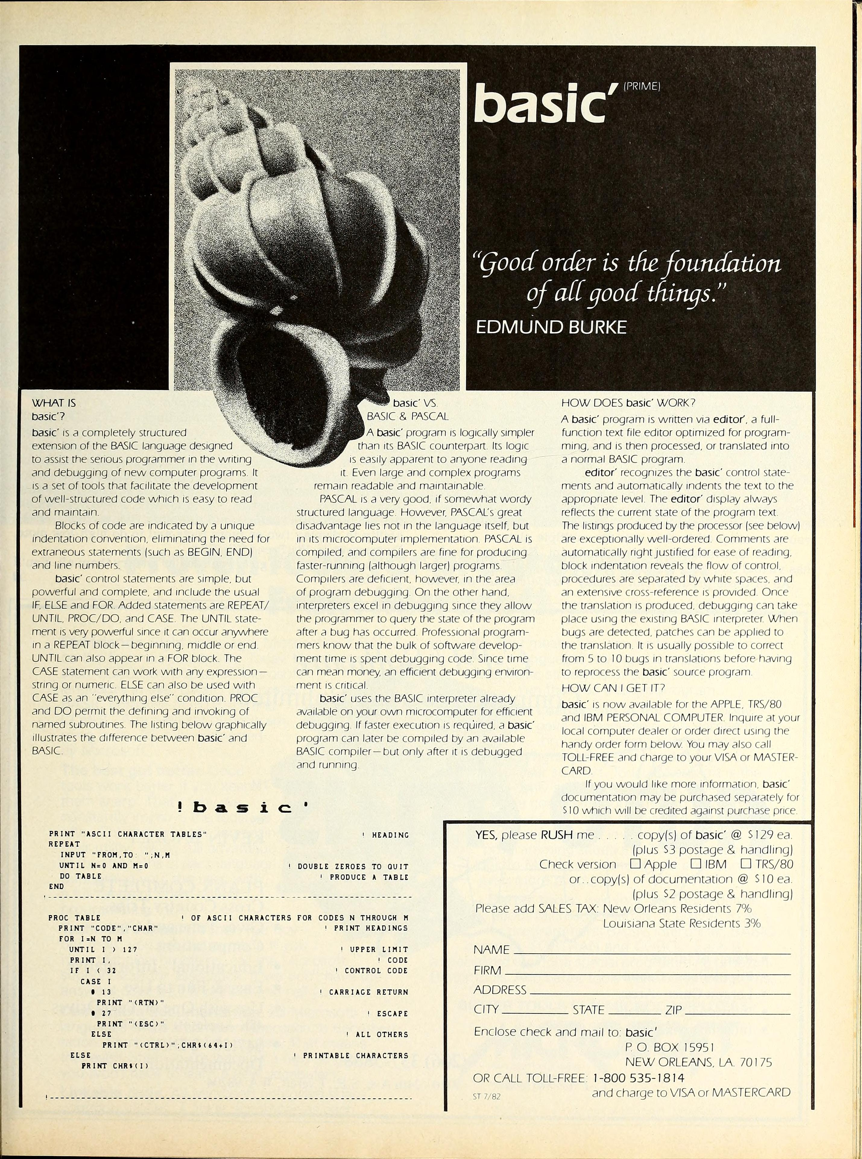 basic′ (PRIME)
“Good order is the foundation
of all good things.”
EDMUND BURKE
WHAT IS
basic′?
basic′ is a completely structured
extension of the BASIC language designed
to assist the serious programmer in the writing
and debugging of new computer programs. It
is a set of tools that facilitate the development
of well-structured code which is easy to read
and maintain.
Blocks of code are indicated by a unique
indentation convention, eliminating the need for
extraneous statements (such as BEGIN, END)
and line numbers.
basic′ control statements are simple, but
powerful and complete, and include the usual
IF, ELSE and FOR. Added statements are REPEAT/
UNTIL, PROC/DO, and CASE. The UNTIL state-
ment is very powerful since it can occur anywhere
in a REPEAT block—beginning, middle or end.
UNTIL can also appear in a FOR block. The
CASE statement can work with any expression—
string or numeric. ELSE can also be used with
CASE as an “everything else” condition. PROC
and DO permit the defining and invoking of
named subroutines. The listing below graphically
illustrates the difference between basic′ and
BASIC.
basic′ VS.
BASIC & PASCAL
A basic′ program is logically simpler
than its BASIC counterpart. Its logic
is easily apparent to anyone reading
it. Even large and complex programs
remain readable and maintainable.
PASCAL is a very good, if somewhat wordy
structured language. However, PASCAL’s great
disadvantage lies not in the language itself, but
in its microcomputer implementation. PASCAL is
compiled, and compilers are fine for producing
faster-running (although larger) programs.
Compilers are deficient, however, in the area
of program debugging. On the other hand,
interpreters excel in debugging since they allow
the programmer to query the state of the program
after a bug has occurred. Professional program-
mers know that the bulk of software develop-
ment time is spent debugging code. Since time
can mean money, an efficient debugging environ-
ment is critical.
basic′ uses the BASIC interpreter already
available on your own microcomputer for efficient
debugging. If faster execution is required, a basic′
program can later be compiled by an available
BASIC compiler—but only after it is debugged
and running.
HOW DOES basic′ WORK?
A basic′ program is written via editor′, a full-
function text file editor optimized for program-
ming, and is then processed, or translated into
a normal BASIC program.
editor′ recognizes the basic′ control state-
ments and automatically indents the text to the
appropriate level. The editor′ display always
reflects the current state of the program text.
The listings produced by the processor (see below)
are exceptionally well-ordered. Comments are
automatically right justified for ease of reading,
block indentation reveals the flow of control,
procedures are separated by white spaces, and
an extensive cross-reference is provided. Once
the translation is produced, debugging can take
place using the existing BASIC interpreter. When
bugs are detected, patches can be applied to
the translation. It is usually possible to correct
from 5 to 10 bugs in translations before having
to reprocess the basic′ source program.
HOW CAN I GET IT?
basic′ is now available for the APPLE, TRS/80
and IBM PERSONAL COMPUTER. Inquire at your
local computer dealer or order direct using the
handy order form below. You may also call
TOLL-FREE and charge to your VISA or MASTER-
CARD.
If you would like more information, basic′
documentation may be purchased separately for
$10 which will be credited against purchase price.
!basic'
PRINT "ASCII CHARACTER TABLES" ! HEADING
REPEAT
INPUT "FROM,TO ";N,M
UNTIL N=0 AND M=0 ! DOUBLE ZEROES TO QUIT
DO TABLE ! PRODUCE A TABLE
END
!----------------------------------------
PROC TABLE ! OF ASCII CHARACTERS FOR CODES N THROUGH M
PRINT "CODE","CHAR" ! PRINT HEADINGS
FOR I=N TO M
UNTIL I > 127 ! UPPER LIMIT
PRINT I, ! CODE
IF I < 32 ! CONTROL CODE
CASE I
# 13 ! CARRIAGE RETURN
PRINT "(RTN)"
# 27 ! ESCAPE
PRINT "(ESC)"
ELSE ! ALL OTHERS
PRINT "(CTRL)";CHR$(64+I)
ELSE ! PRINTABLE CHARACTERS
PRINT CHR$(I)
!----------------------------------------
YES, please RUSH me . . . . . copy(s) of basic′ @ $129 ea.
(plus $3 postage & handling)
Check version □ Apple □ IBM □ TRS/80
or...copy(s) of documentation @ $10 ea.
(plus $2 postage & handling)
Please add SALES TAX: New Orleans Residents 7%
Louisiana State Residents 3%
NAME
FIRM
ADDRESS
CITY STATE ZIP
Enclose check and mail to: basic′
P.O. BOX 15951
NEW ORLEANS, LA. 70175
OR CALL TOLL-FREE: 1-800 535-1814
ST 7/82 and charge to VISA or MASTERCARD